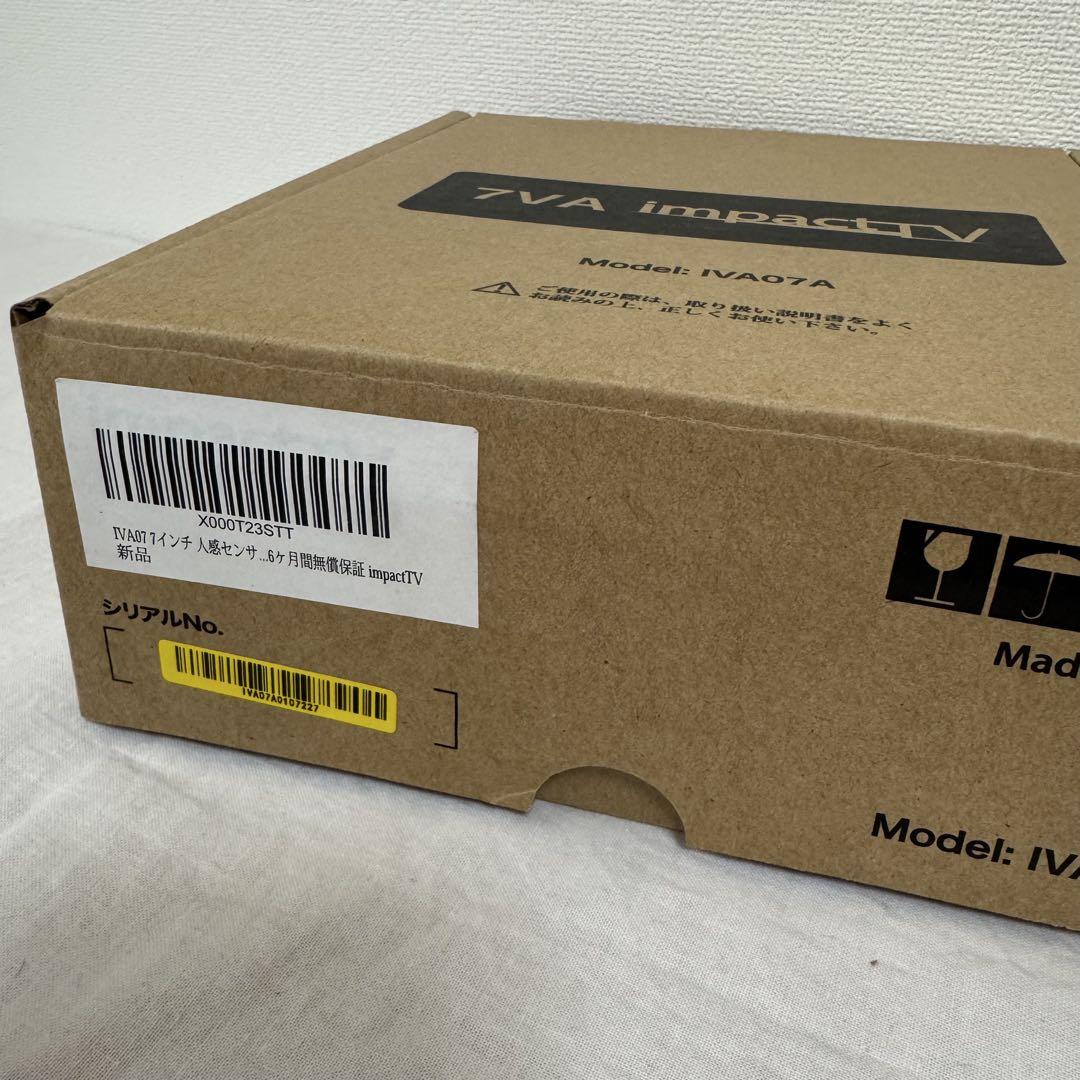 7VA impactTV
Model: IVA07A
ご使用の際は、取り扱い説明書をよく
お読みの上、正しくお使い下さい。
X000T23STT
IVA07 7インチ 人感センサ...6ケ月間無償保証 impactTV
新品
シリアルNo.
IVA07A0107227
Mad
Model: IVA